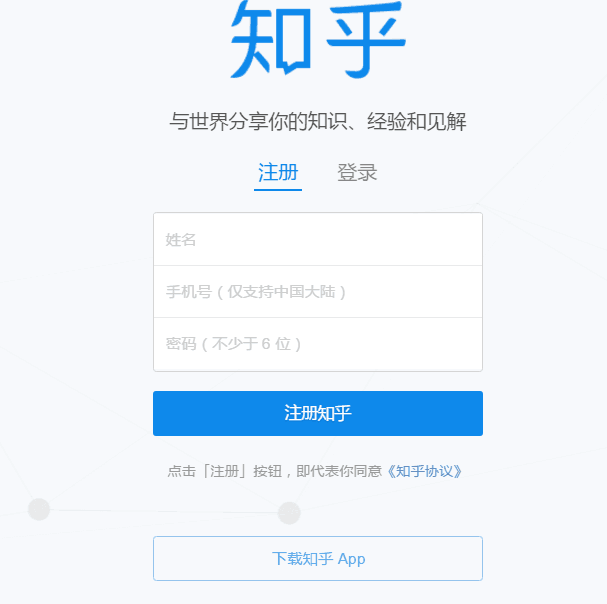 知乎
与世界分享你的知识、经验和见解
注册 登录
姓名
手机号（仅支持中国大陆）
密码（不少于 6 位）
注册知乎
点击「注册」按钮，即代表你同意《知乎协议》
下载知乎 App